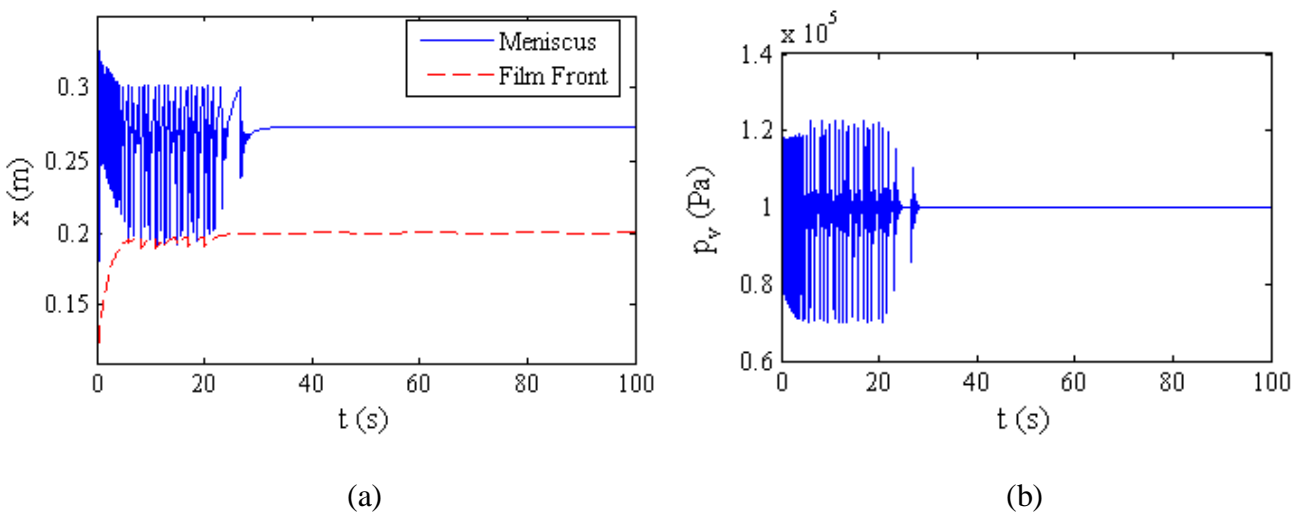 Meniscus
Film Front
0.3
0.25
0.2
0.15
x (m)
0 20 40 60 80 100
t (s)
(a)
x 10^5
1.4
1.2
1
0.8
0.6
p_v (Pa)
0 20 40 60 80 100
t (s)
(b)